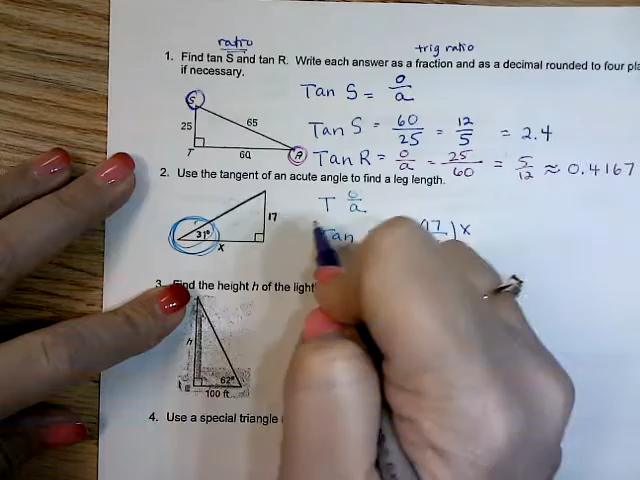 ratio
trig ratio
1. Find tan S and tan R. Write each answer as a fraction and as a decimal rounded to four pla
if necessary.
Tan S = o/a
S
25
65
T
60
R
Tan S = 60/25 = 12/5 = 2.4
Tan R = o/a = 25/60 = 5/12 ≈ 0.4167
2. Use the tangent of an acute angle to find a leg length.
T o/a
17
31°
x
Tan
(17 ) x
3. Find the height h of the light
h
62°
100 ft
4. Use a special triangle